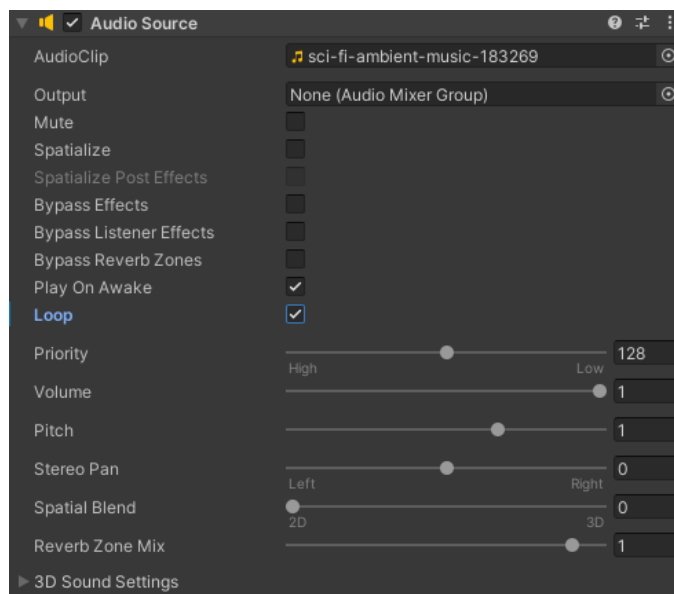 Audio Source
AudioClip
sci-fi-ambient-music-183269
Output
None (Audio Mixer Group)
Mute
Spatialize
Spatialize Post Effects
Bypass Effects
Bypass Listener Effects
Bypass Reverb Zones
Play On Awake
Loop
Priority
128
High Low
Volume
1
Pitch
1
Stereo Pan
0
Left Right
Spatial Blend
0
2D 3D
Reverb Zone Mix
1
3D Sound Settings